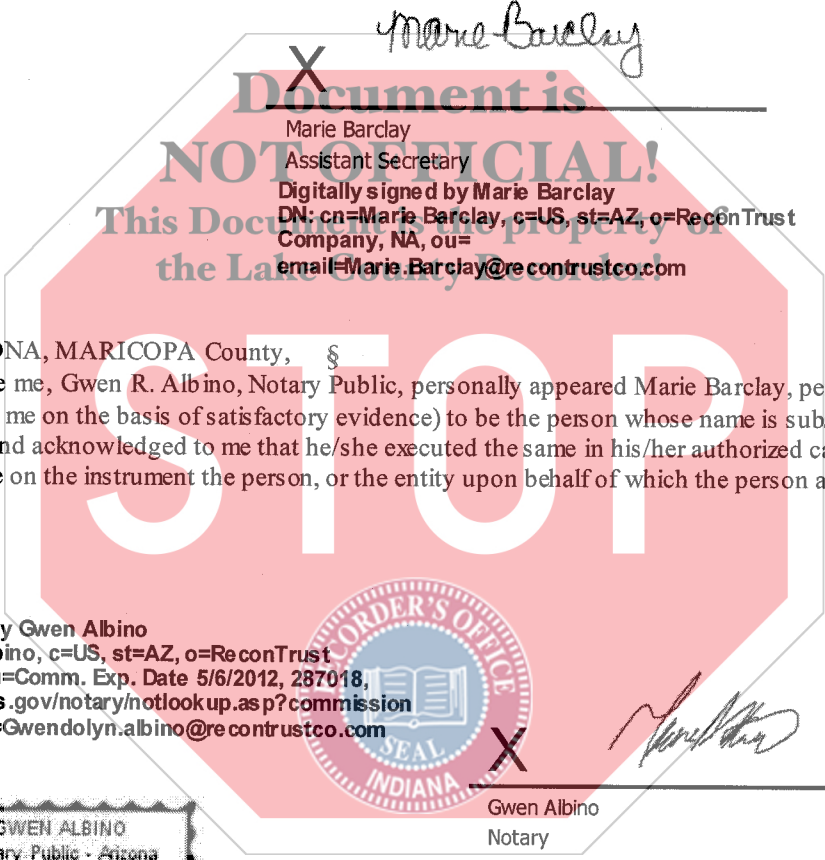 Marie Barclay
X
Document is
Marie Barclay
NOT OFFICIAL!
Assistant Secretary
Digitally signed by Marie Barclay
This Document is the property of
DN: cn=Marie Barclay, c=US, st=AZ, o=ReconTrust
Company, NA, ou=
the Lake County Recorder!
email=Marie.Barclay@recontrustco.com
NA, MARICOPA County, §
e me, Gwen R. Albino, Notary Public, personally appeared Marie Barclay, pe
me on the basis of satisfactory evidence) to be the person whose name is sub
nd acknowledged to me that he/she executed the same in his/her authorized ca
e on the instrument the person, or the entity upon behalf of which the person a
STOP
y Gwen Albino
ino, c=US, st=AZ, o=ReconTrust
=Comm. Exp. Date 5/6/2012, 287018,
s.gov/notary/notlookup.asp?commission
=Gwendolyn.albino@recontrustco.com
RECORDER'S OFFICE
SEAL
INDIANA
X
Gwen Albino
Notary
GWEN ALBINO
ary Public - Arizona